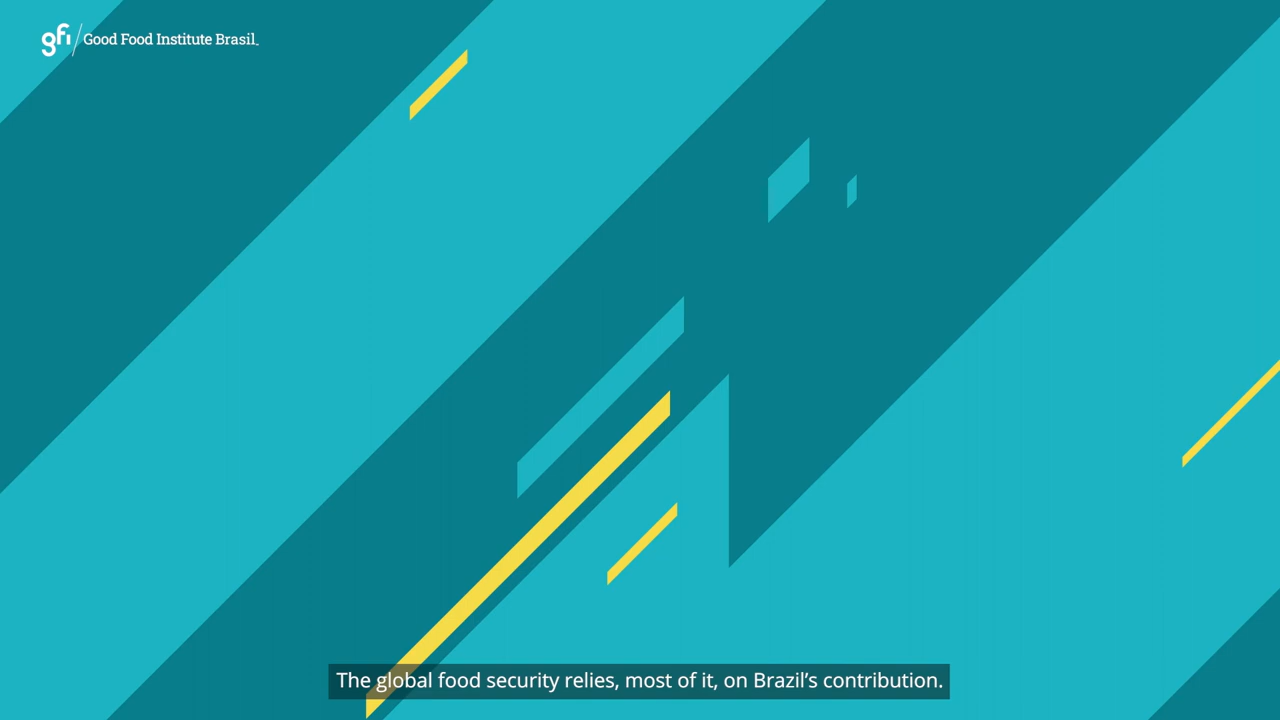 gfi / Good Food Institute Brasil.
The global food security relies, most of it, on Brazil's contribution.